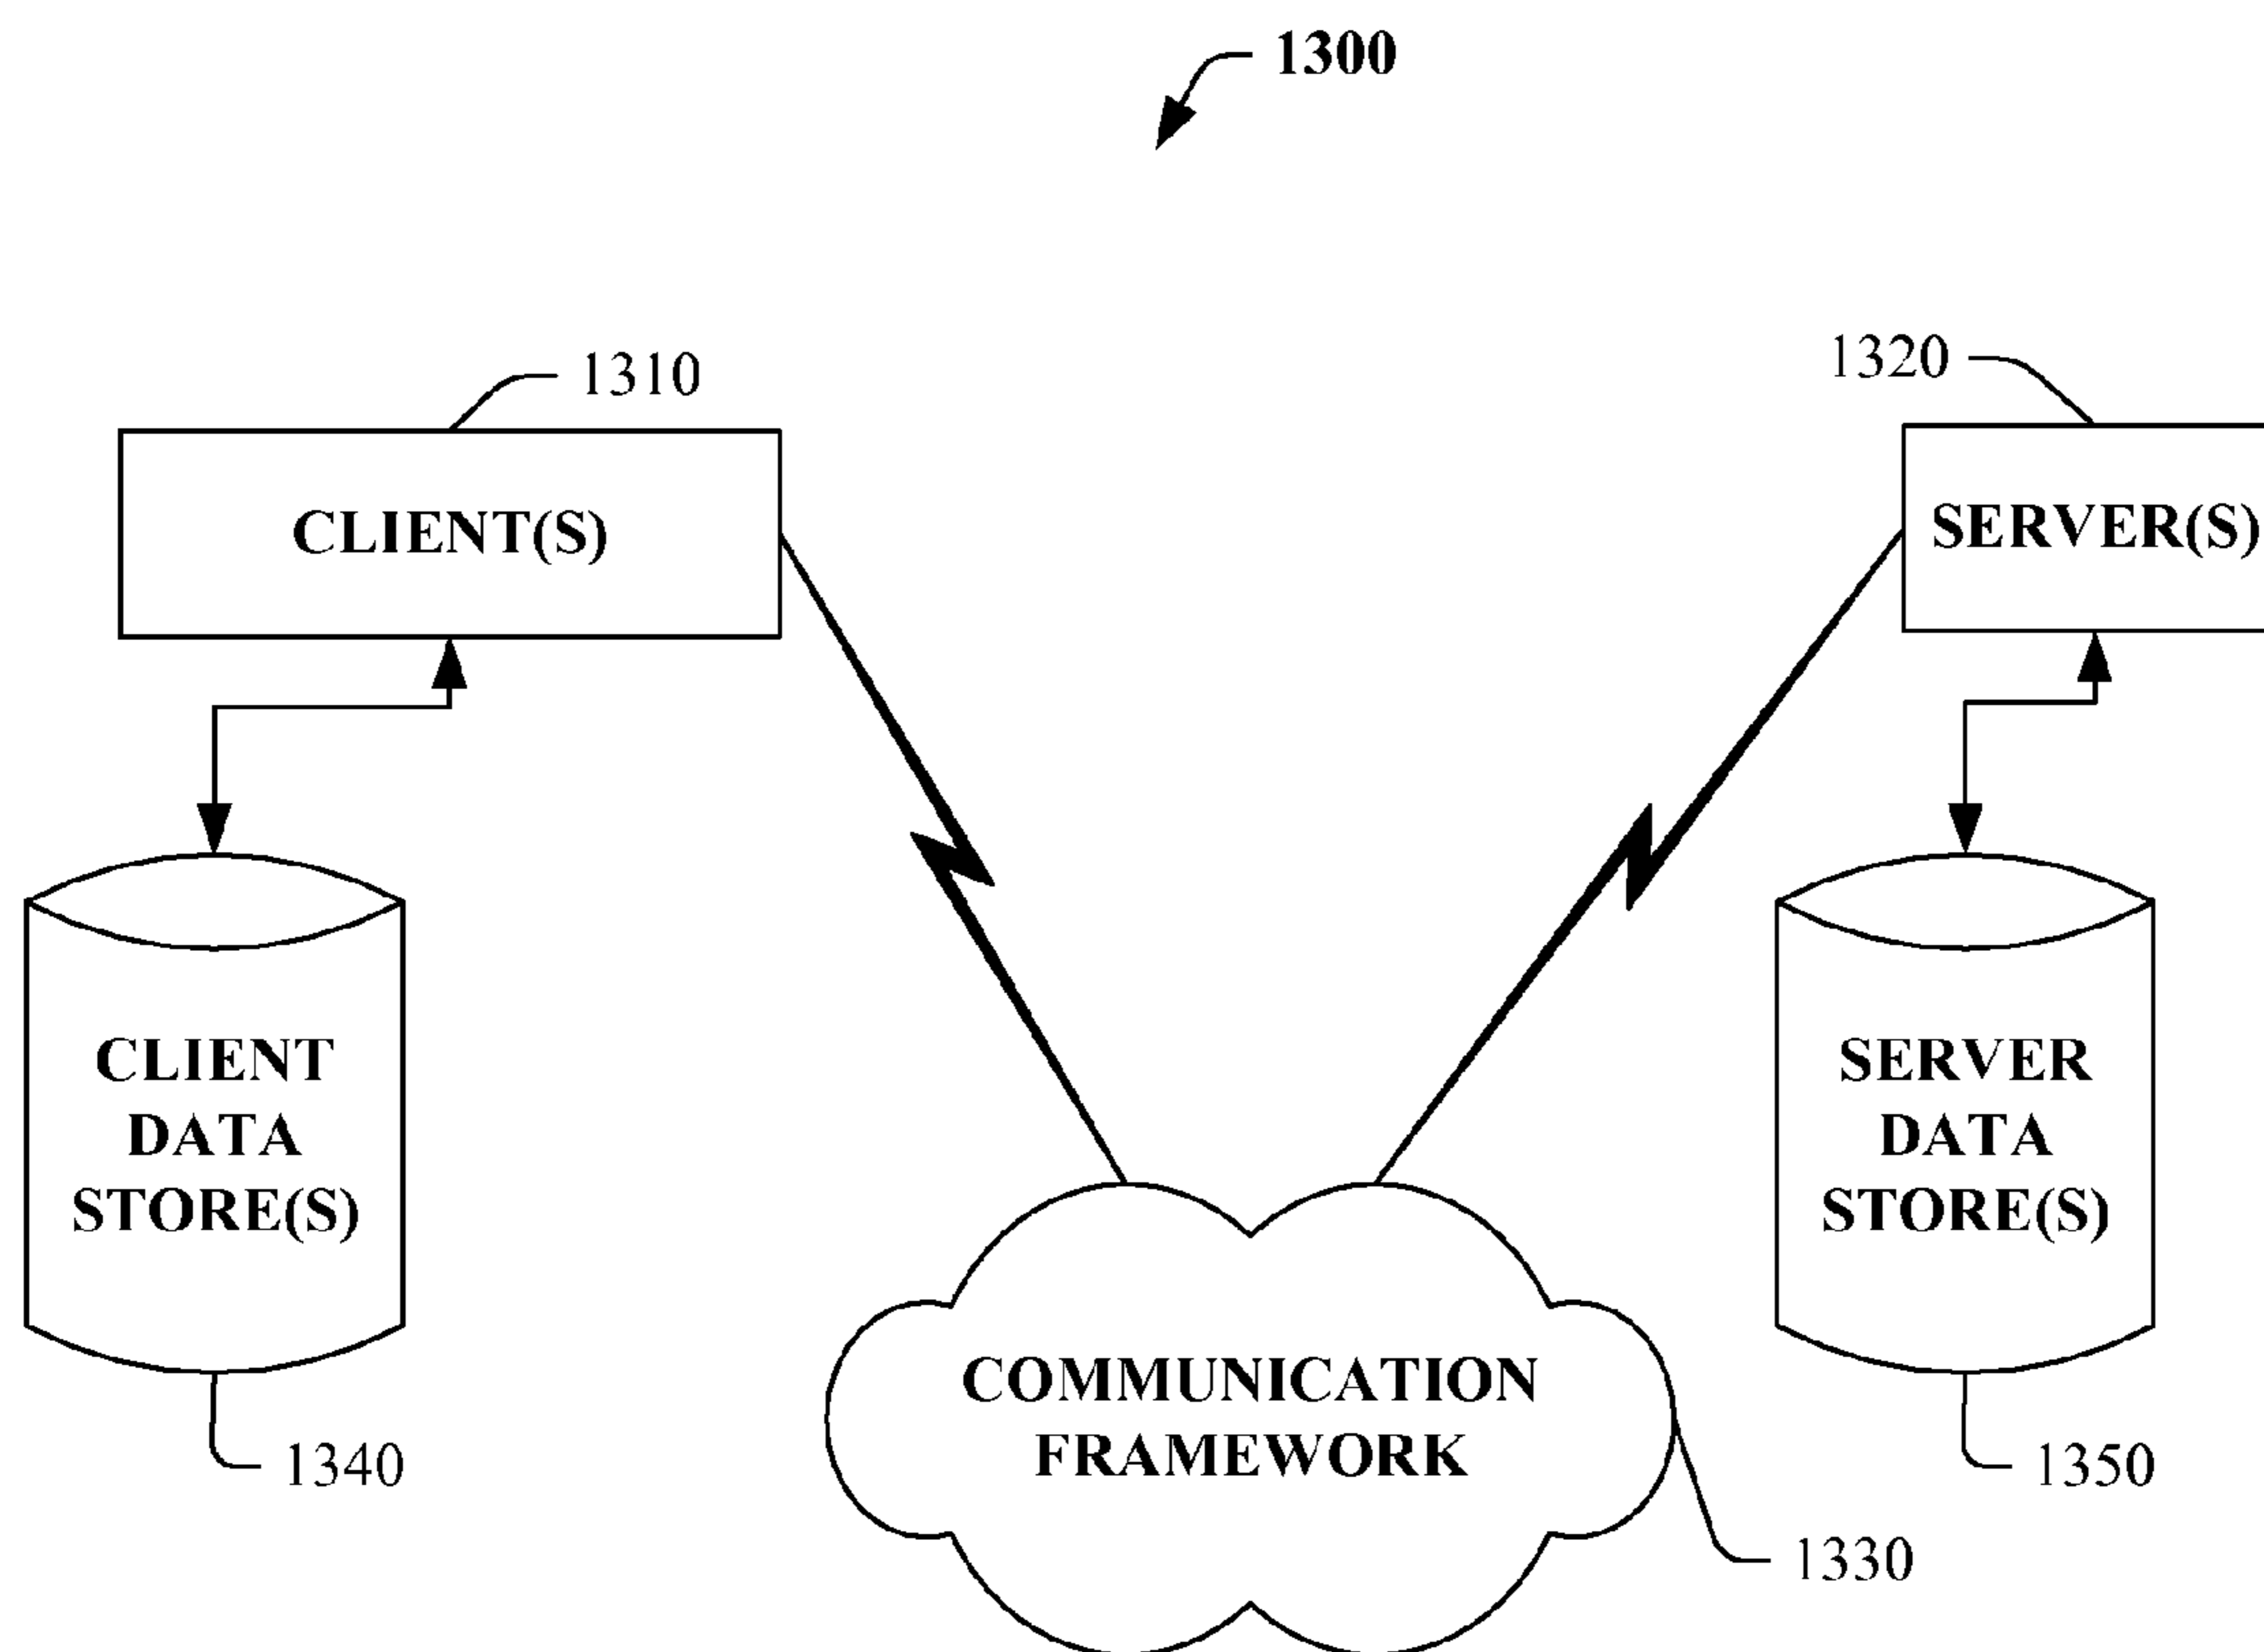 1300
1310
1320
CLIENT(S)
SERVER(S)
CLIENT
DATA
STORE(S)
SERVER
DATA
STORE(S)
COMMUNICATION
FRAMEWORK
1340
1350
1330